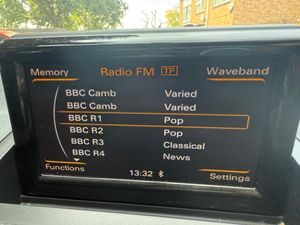 Memory Radio FM TP Waveband
BBC Camb Varied
BBC Camb Varied
BBC R1 Pop
BBC R2 Pop
BBC R3 Classical
BBC R4 News
Functions 13:32 Settings